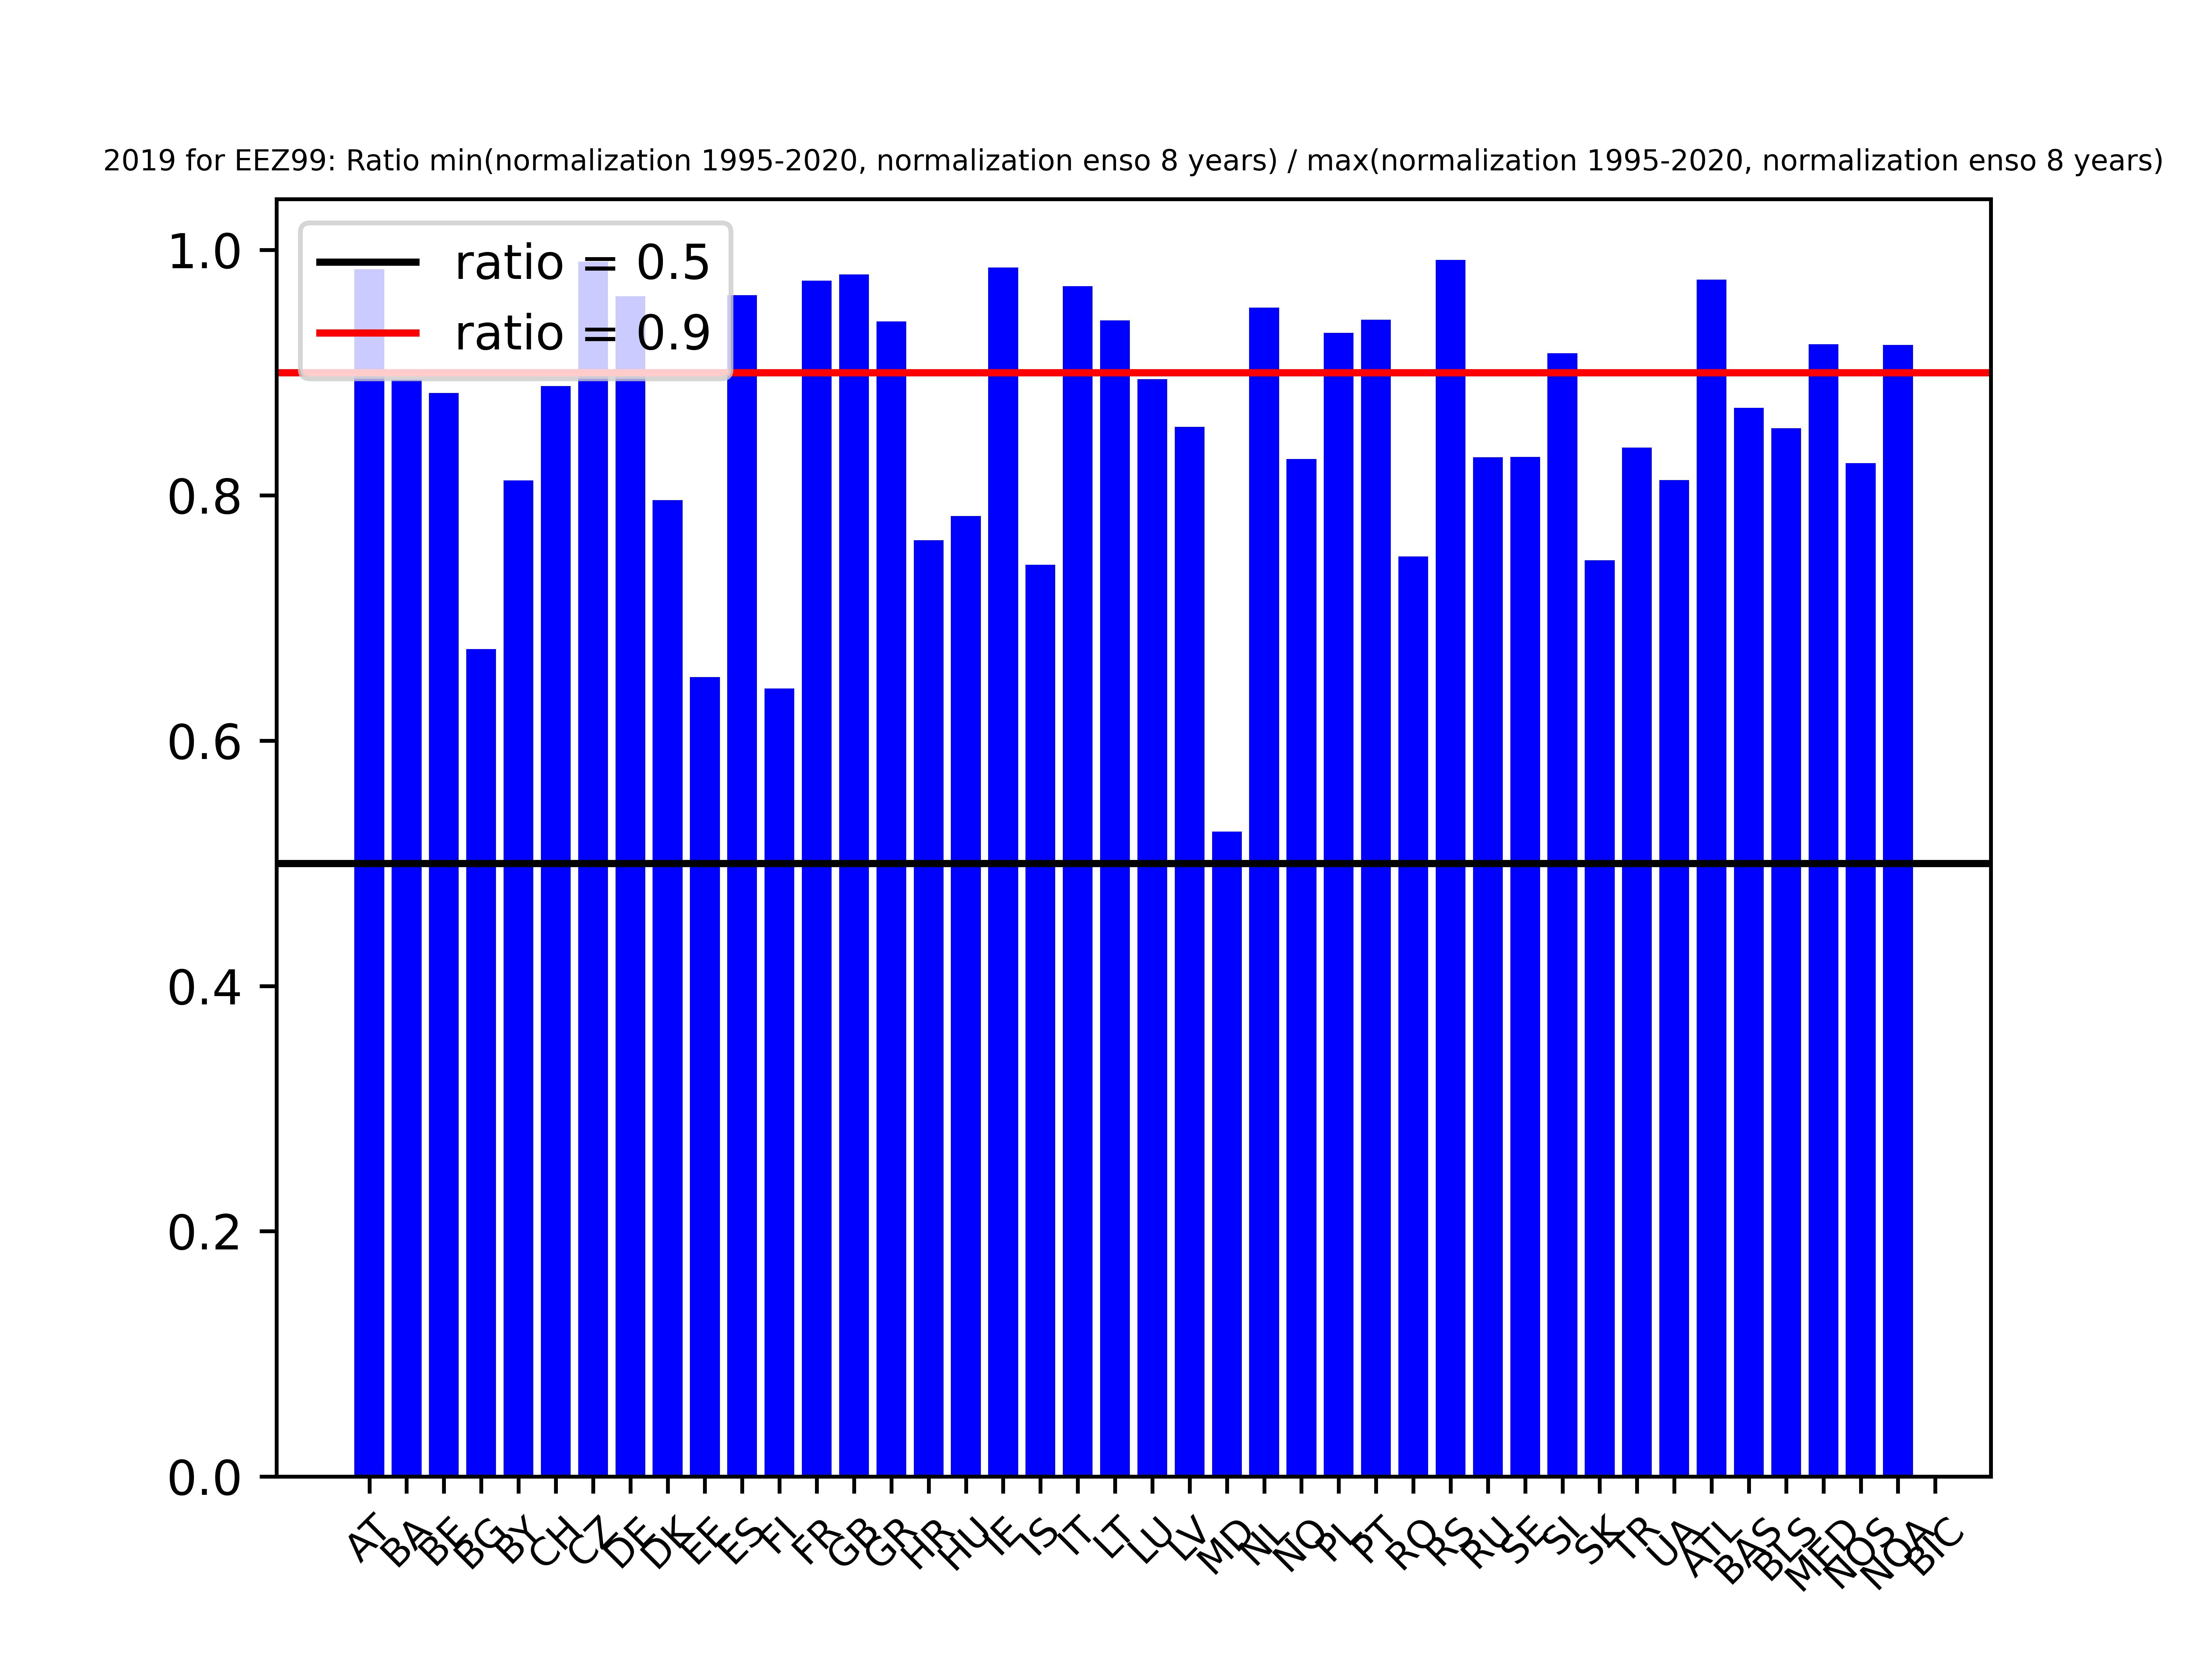 2019 for EEZ99: Ratio min(normalization 1995-2020, normalization enso 8 years) / max(normalization 1995-2020, normalization enso 8 years)
ratio = 0.5
ratio = 0.9
1.0
0.8
0.6
0.4
0.2
0.0
AT BA BE BG BY CH CZ DE DK EE ES FI FR GB GR HR HU IE IS IT LT LU LV MD NL NO PL PT RO RS RU SE SI SK TR UA ATL BAS BLS MED NOS NOA BIC